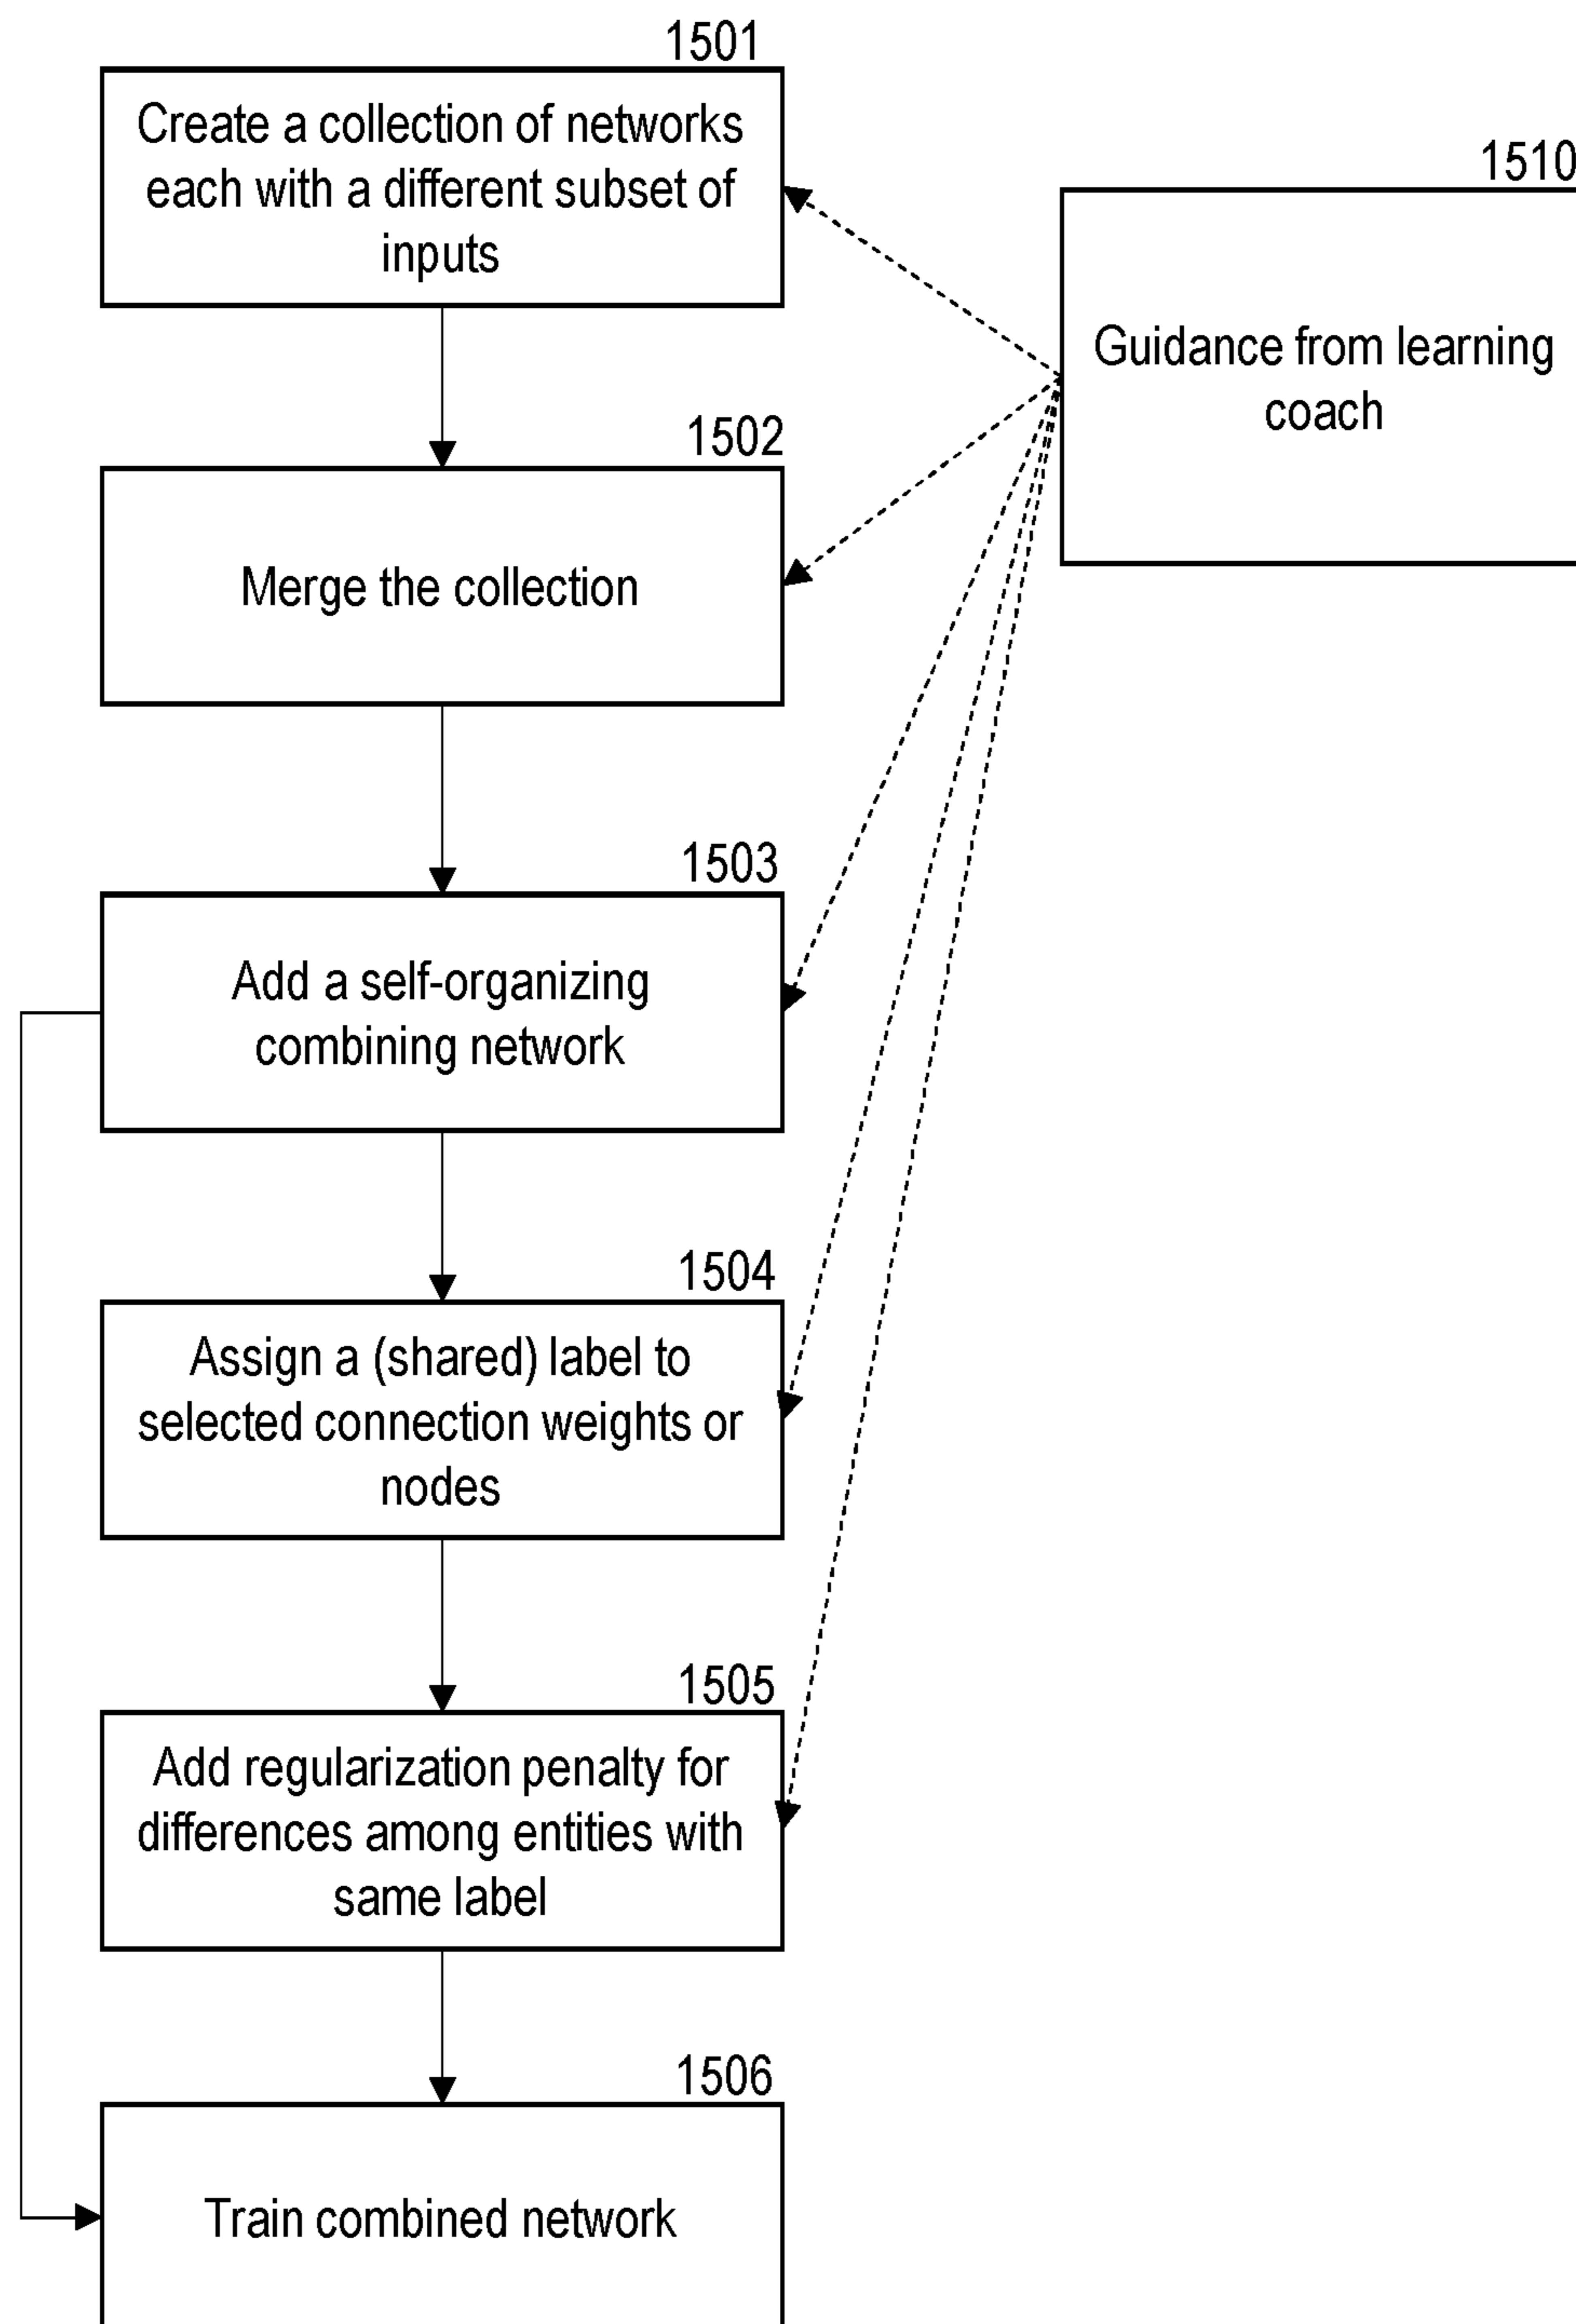 1501
Create a collection of networks
each with a different subset of
inputs
1510
Guidance from learning
coach
1502
Merge the collection
1503
Add a self-organizing
combining network
1504
Assign a (shared) label to
selected connection weights or
nodes
1505
Add regularization penalty for
differences among entities with
same label
1506
Train combined network